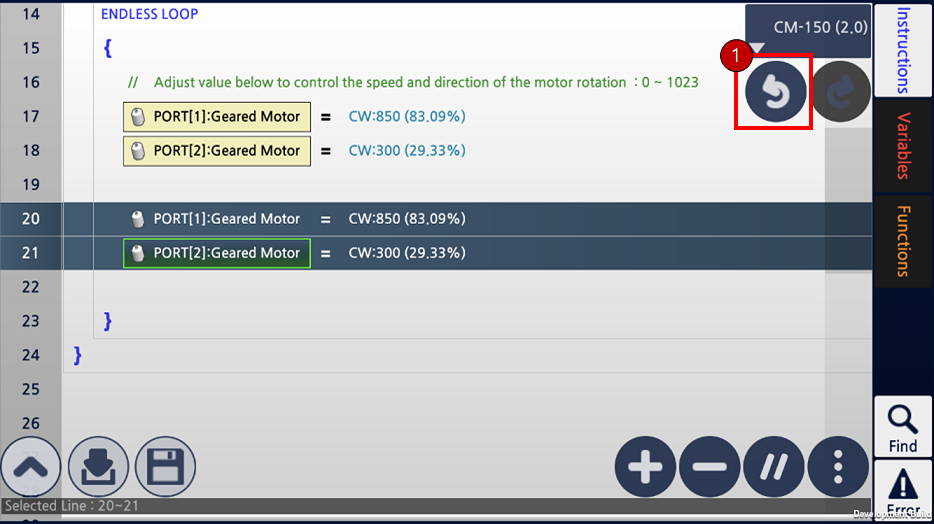 14 ENDLESS LOOP
CM-150 (2.0)
1
15 {
16 // Adjust value below to control the speed and direction of the motor rotation : 0 ~ 1023
17 PORT[1]:Geared Motor = CW:850 (83.09%)
18 PORT[2]:Geared Motor = CW:300 (29.33%)
19
20 PORT[1]:Geared Motor = CW:850 (83.09%)
21 PORT[2]:Geared Motor = CW:300 (29.33%)
22
23 }
24 }
25
26
Selected Line : 20~21
Instructions
Variables
Functions
Find
Error
Development Build